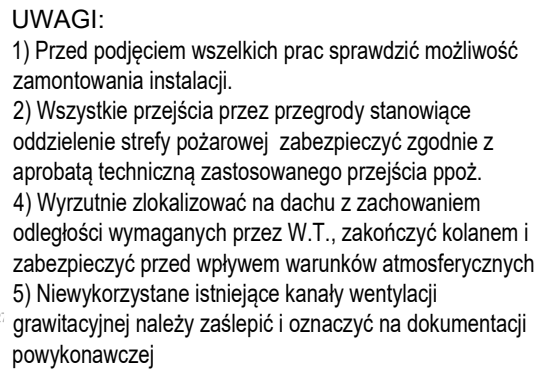 UWAGI:
1) Przed podjęciem wszelkich prac sprawdzić możliwość
zamontowania instalacji.
2) Wszystkie przejścia przez przegrody stanowiące
oddzielenie strefy pożarowej  zabezpieczyć zgodnie z
aprobatą techniczną zastosowanego przejścia ppoż.
4) Wyrzutnie zlokalizować na dachu z zachowaniem
odległości wymaganych przez W.T., zakończyć kolanem i
zabezpieczyć przed wpływem warunków atmosferycznych
5) Niewykorzystane istniejące kanały wentylacji
grawitacyjnej należy zaślepić i oznaczyć na dokumentacji
powykonawczej